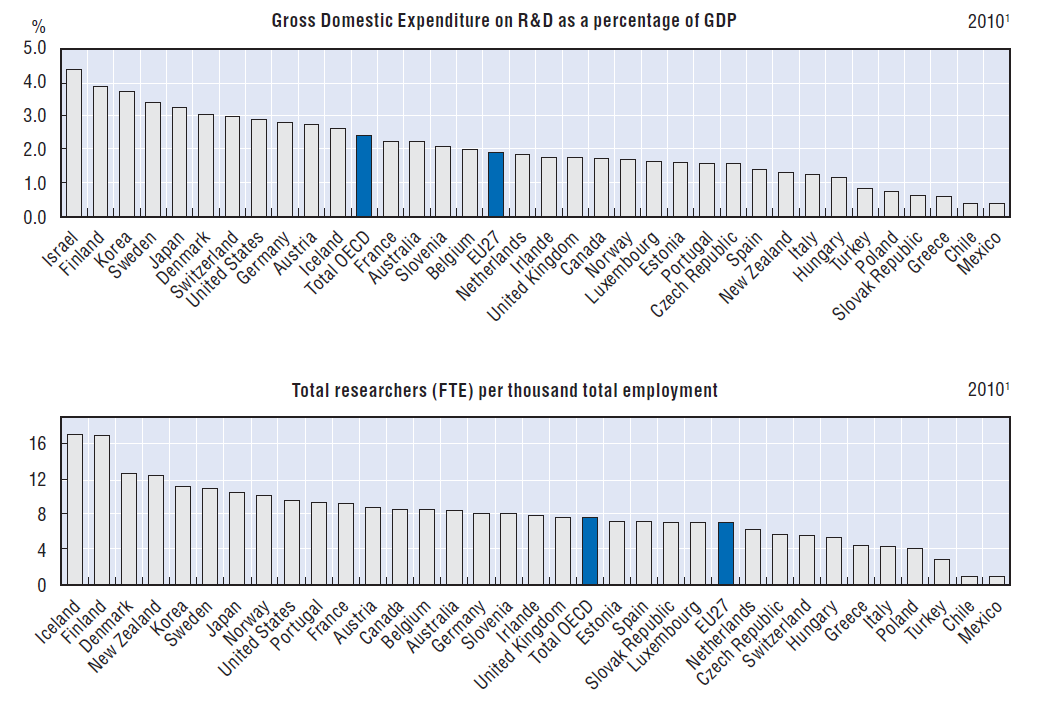 Gross Domestic Expenditure on R&D as a percentage of GDP
2010¹
%
5.0
4.0
3.0
2.0
1.0
0.0
Israel
Finland
Korea
Sweden
Japan
Denmark
Switzerland
United States
Germany
Austria
Iceland
Total OECD
France
Australia
Slovenia
Belgium
EU27
Netherlands
Irlande
United Kingdom
Canada
Norway
Luxembourg
Estonia
Portugal
Czech Republic
Spain
New Zealand
Italy
Hungary
Turkey
Poland
Slovak Republic
Greece
Chile
Mexico
Total researchers (FTE) per thousand total employment
2010¹
16
12
8
4
0
Iceland
Finland
Denmark
New Zealand
Korea
Sweden
Japan
Norway
United States
Portugal
France
Austria
Canada
Belgium
Australia
Germany
Slovenia
Irlande
United Kingdom
Total OECD
Estonia
Spain
Slovak Republic
Luxembourg
EU27
Netherlands
Czech Republic
Switzerland
Hungary
Greece
Italy
Poland
Turkey
Chile
Mexico